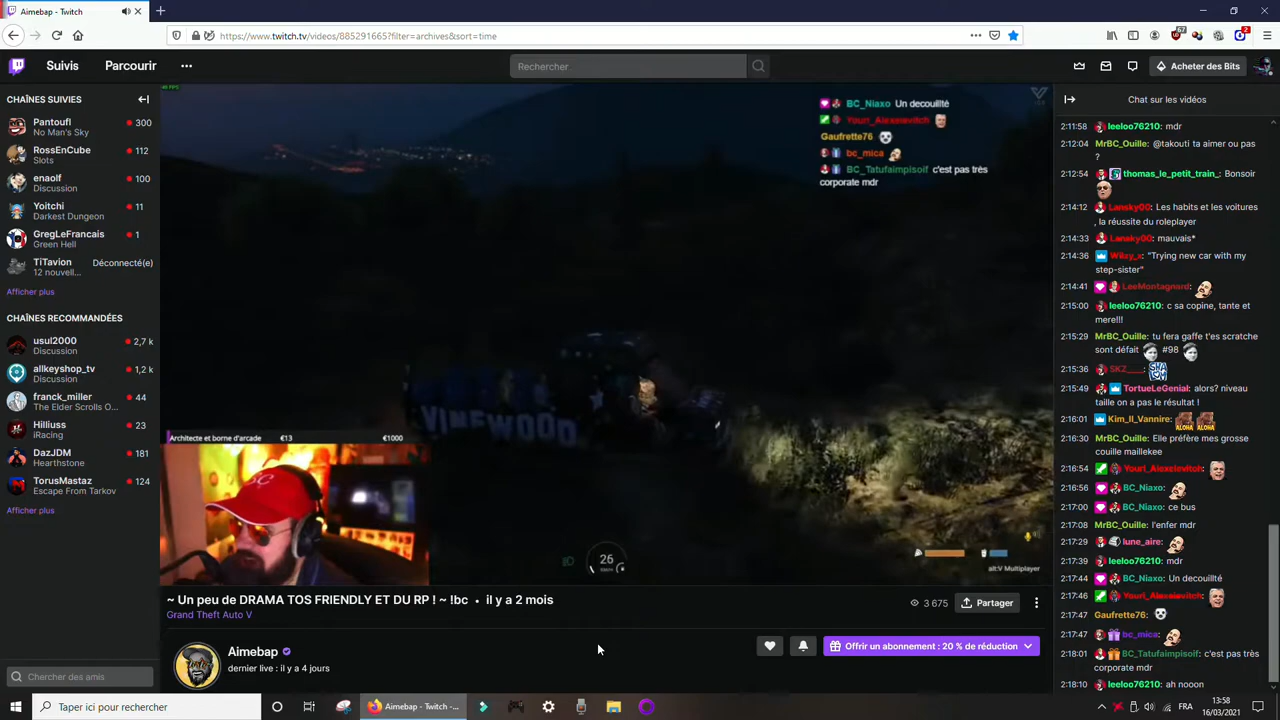 Aimebap - Twitch
https://www.twitch.tv/videos/885291665?filter=archives&sort=time
67
2
Suivis
Parcourir
Rechercher
Acheter des Bits
CHAÎNES SUIVIES
Pantoufl
300
No Man's Sky
RossEnCube
112
Slots
enaolf
100
Discussion
Yoitchi
11
Darkest Dungeon
GregLeFrancais
1
Green Hell
TiTavion
Déconnecté(e)
12 nouvell...
Afficher plus
CHAÎNES RECOMMANDÉES
usul2000
2,7 k
Discussion
allkeyshop_tv
1,2 k
Discussion
franck_miller
44
The Elder Scrolls O...
Hilliuss
23
iRacing
DazJDM
181
Hearthstone
TorusMastaz
124
Escape From Tarkov
Afficher plus
Chercher des amis
BC_Niaxo Un decouillé
Youri_Alexeievitch
Gaufrette76
bc_mica
BC_Tatufaimpisoif c'est pas très
corporate mdr
Architecte et borne d'arcade €13 €1000
26
alt:V Multiplayer
~ Un peu de DRAMA TOS FRIENDLY ET DU RP ! ~ !bc • il y a 2 mois
Grand Theft Auto V
3 675
Partager
Aimebap
dernier live : il y a 4 jours
Offrir un abonnement : 20 % de réduction
Chat sur les vidéos
2:11:58 leeloo76210: mdr
2:12:04 MrBC_Ouille: @takouti ta aimer ou pas
?
2:12:54 thomas_le_petit_train_: Bonsoir
2:14:12 Lansky00: Les habits et les voitures
, la réussite du roleplayer
2:14:33 Lansky00: mauvais*
2:14:36 Wiley_x: "Trying new car with my
step-sister"
2:14:41 LeeMontagnard:
2:15:00 leeloo76210: c sa copine, tante et
mere!!!
2:15:29 MrBC_Ouille: tu fera gaffe t'es scratche
sont défait #98
2:15:36
2:15:49 TortueLeGenial: alors? niveau
taille on a pas le résultat !
2:16:01 Kim_Il_Vannire:
2:16:30 MrBC_Ouille: Elle préfère mes grosse
couille maillekee
2:16:54 Youri_Alexeievitch:
2:16:56 BC_Niaxo:
2:17:00 BC_Niaxo: ce bus
2:17:08 MrBC_Ouille: l'enfer mdr
2:17:29 lune_aire:
2:17:39 leeloo76210: mdr
2:17:44 BC_Niaxo: Un decouillté
2:17:46 Youri_Alexeievitch:
2:17:47 Gaufrette76:
2:17:47 bc_mica:
2:18:01 BC_Tatufaimpisoif: c'est pas très
corporate mdr
2:18:10 leeloo76210: ah nooon
Taper ici pour rechercher
Aimebap - Twitch -...
FRA
13:58
16/03/2021